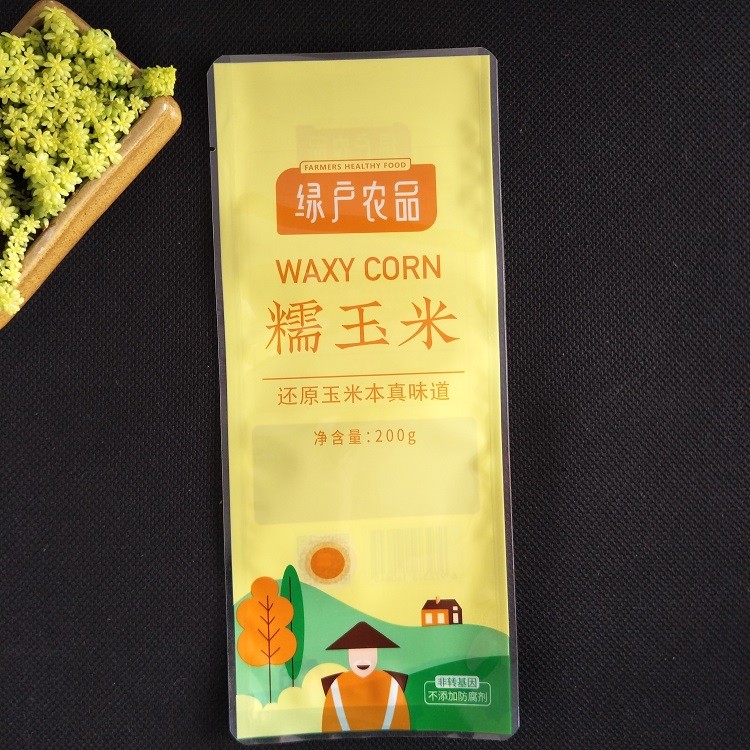 FARMERS HEALTHY FOOD
绿户农品
WAXY CORN
糯玉米
还原玉米本真味道
净含量:200g
非转基因
不添加防腐剂